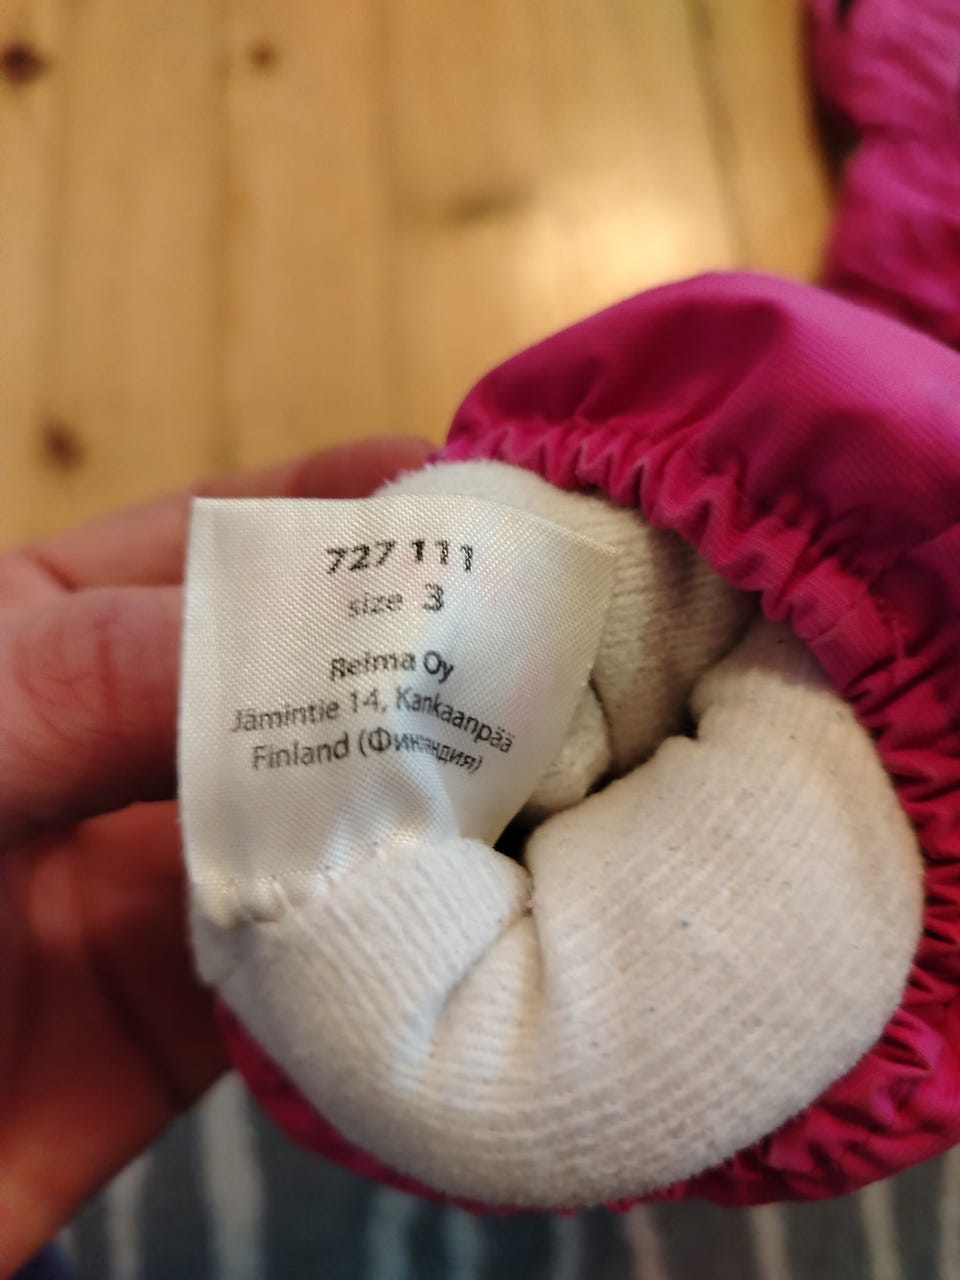 727 111
size 3
Reima Oy
Jämintie 14, Kankaanpää
Finland (Финляндия)